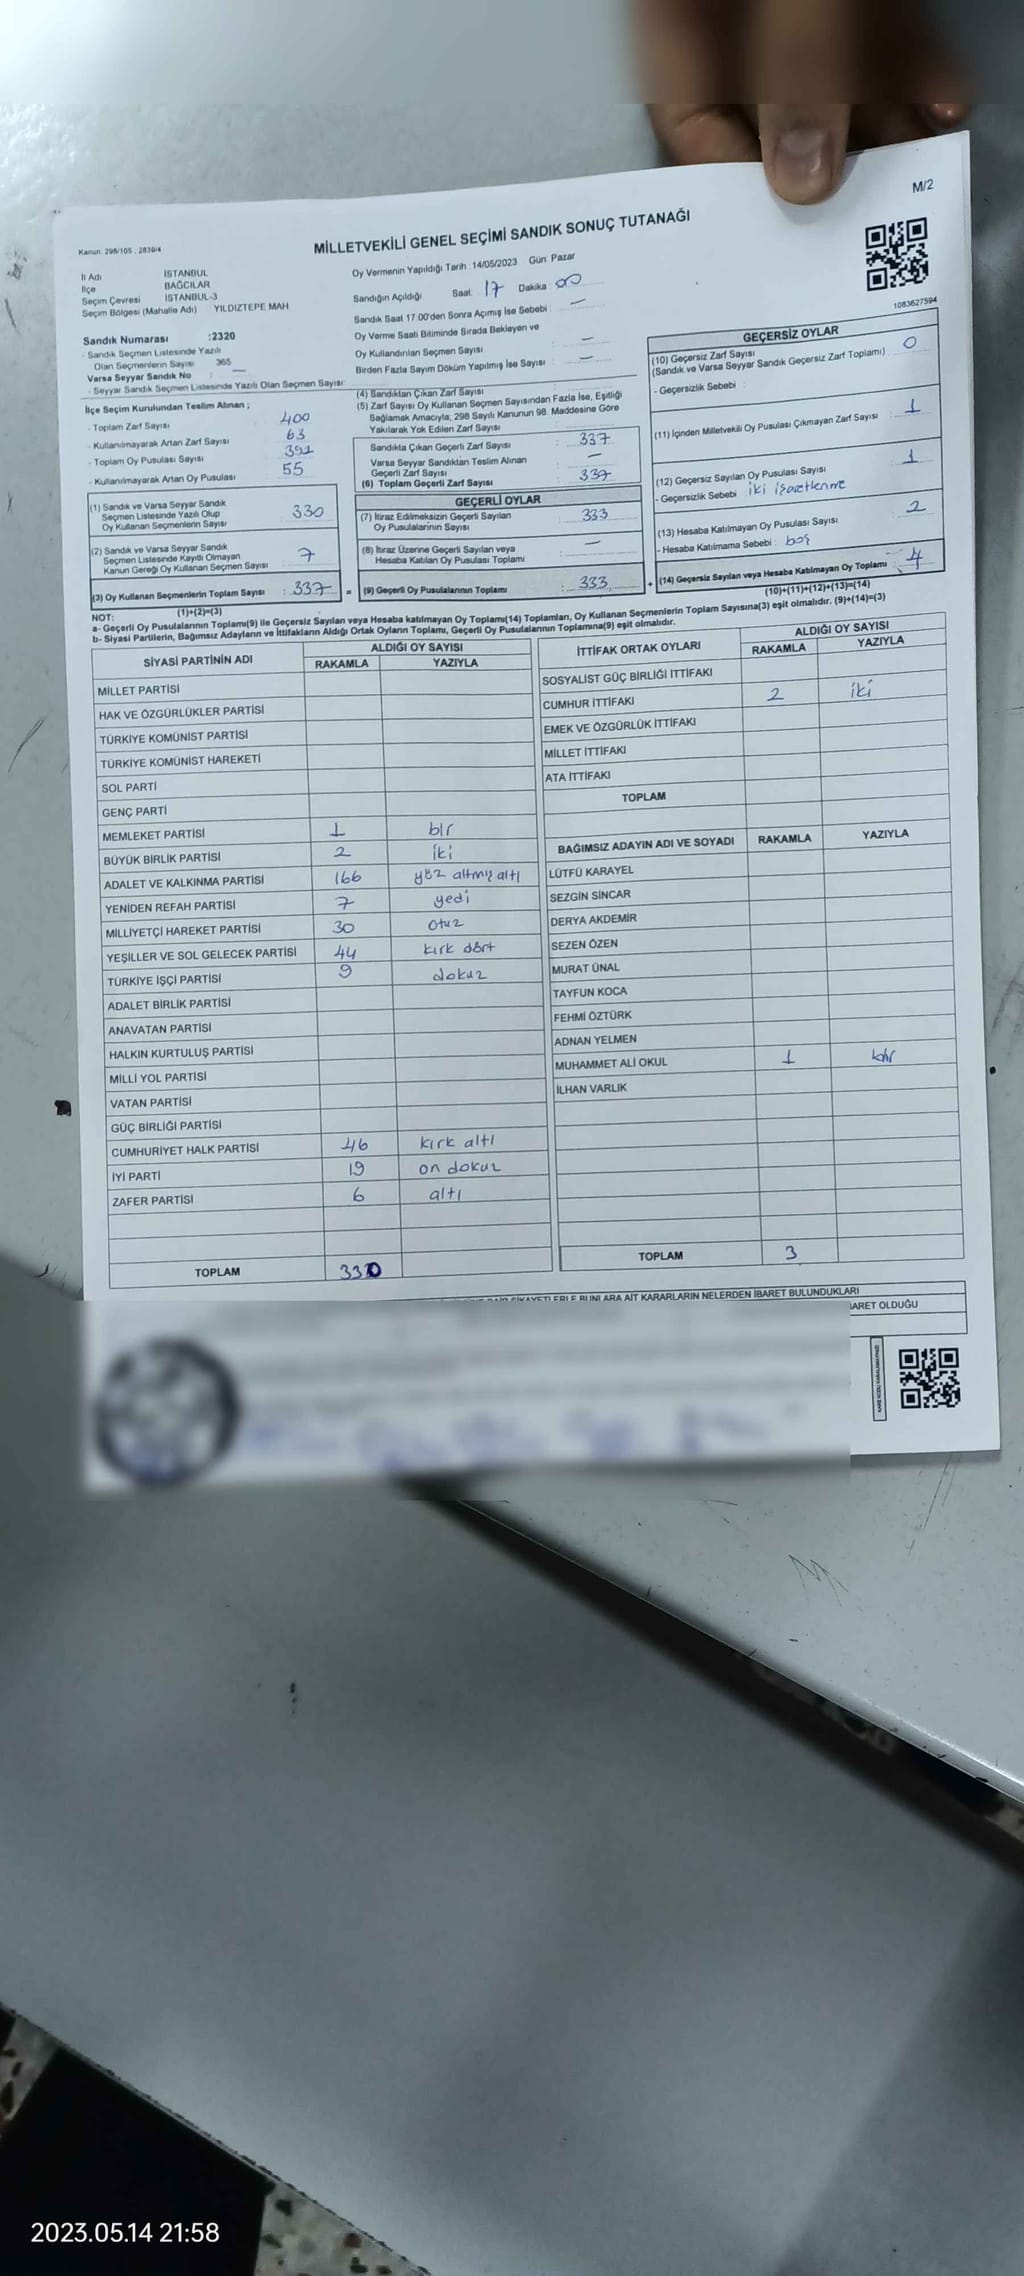 M/2
Kanun: 298/105 , 2839/4
MİLLETVEKİLİ GENEL SEÇİMİ SANDIK SONUÇ TUTANAĞI
İl Adı İSTANBUL
İlçe BAĞCILAR
Seçim Çevresi İSTANBUL-3
Seçim Bölgesi (Mahalle Adı) YILDIZTEPE MAH
Sandık Numarası :2320
- Sandık Seçmen Listesinde Yazılı
Olan Seçmenlerin Sayısı 365
Varsa Seyyar Sandık No : —
- Seyyar Sandık Seçmen Listesinde Yazılı Olan Seçmen Sayısı:
İlçe Seçim Kurulundan Teslim Alınan ;
- Toplam Zarf Sayısı 400
- Kullanılmayarak Artan Zarf Sayısı 63
- Toplam Oy Pusulası Sayısı 392
- Kullanılmayarak Artan Oy Pusulası 55
(1) Sandık ve Varsa Seyyar Sandık
Seçmen Listesinde Yazılı Olup
Oy Kullanan Seçmenlerin Sayısı 330
(2) Sandık ve Varsa Seyyar Sandık
Seçmen Listesinde Kayıtlı Olmayan
Kanun Gereği Oy Kullanan Seçmen Sayısı : 7
(3) Oy Kullanan Seçmenlerin Toplam Sayısı : 337 =
(1)+(2)=(3)
Oy Vermenin Yapıldığı Tarih 14/05/2023 Gün Pazar
Sandığın Açıldığı Saat: 17 Dakika 00
Sandık Saat 17.00'den Sonra Açımış İse Sebebi : —
Oy Verme Saati Bitiminde Sırada Bekleyen ve
Oy Kullandırılan Seçmen Sayısı : —
Birden Fazla Sayım Döküm Yapılmış İse Sayısı : —
(4) Sandıktan Çıkan Zarf Sayısı
(5) Zarf Sayısı Oy Kullanan Seçmen Sayısından Fazla İse, Eşitliği
Sağlamak Amacıyla; 298 Sayılı Kanunun 98. Maddesine Göre
Yakılarak Yok Edilen Zarf Sayısı
Sandıkta Çıkan Geçerli Zarf Sayısı : 337
Varsa Seyyar Sandıktan Teslim Alınan
Geçerli Zarf Sayısı : —
(6) Toplam Geçerli Zarf Sayısı : 337
GEÇERLİ OYLAR
(7) İtiraz Edilmeksizin Geçerli Sayılan
Oy Pusulalarının Sayısı : 333
(8) İtiraz Üzerine Geçerli Sayılan veya
Hesaba Katılan Oy Pusulası Toplamı : —
(9) Geçerli Oy Pusulalarının Toplamı : 333 +
1083627594
GEÇERSİZ OYLAR
(10) Geçersiz Zarf Sayısı
(Sandık ve Varsa Seyyar Sandık Geçersiz Zarf Toplamı) : 0
- Geçersizlik Sebebi :
(11) İçinden Milletvekili Oy Pusulası Çıkmayan Zarf Sayısı : 1
(12) Geçersiz Sayılan Oy Pusulası Sayısı : 1
- Geçersizlik Sebebi iki işaretlenme
(13) Hesaba Katılmayan Oy Pusulası Sayısı : 2
- Hesaba Katılmama Sebebi : boş
(14) Geçersiz Sayılan veya Hesaba Katılmayan Oy Toplamı : 4
(10)+(11)+(12)+(13)=(14)
NOT:
a- Geçerli Oy Pusulalarının Toplamı(9) ile Geçersiz Sayılan veya Hesaba katılmayan Oy Toplamı(14) Toplamları, Oy Kullanan Seçmenlerin Toplam Sayısına(3) eşit olmalıdır. (9)+(14)=(3)
b- Siyasi Partilerin, Bağımsız Adayların ve İttifakların Aldığı Ortak Oyların Toplamı, Geçerli Oy Pusulalarının Toplamına(9) eşit olmalıdır.
SİYASİ PARTİNİN ADI ALDIĞI OY SAYISI
RAKAMLA YAZIYLA
MİLLET PARTİSİ
HAK VE ÖZGÜRLÜKLER PARTİSİ
TÜRKİYE KOMÜNİST PARTİSİ
TÜRKİYE KOMÜNİST HAREKETİ
SOL PARTİ
GENÇ PARTİ
MEMLEKET PARTİSİ 1 bir
BÜYÜK BİRLİK PARTİSİ 2 iki
ADALET VE KALKINMA PARTİSİ 166 yüz altmış altı
YENİDEN REFAH PARTİSİ 7 yedi
MİLLİYETÇİ HAREKET PARTİSİ 30 otuz
YEŞİLLER VE SOL GELECEK PARTİSİ 44 kırk dört
TÜRKİYE İŞÇİ PARTİSİ 9 dokuz
ADALET BİRLİK PARTİSİ
ANAVATAN PARTİSİ
HALKIN KURTULUŞ PARTİSİ
MİLLİ YOL PARTİSİ
VATAN PARTİSİ
GÜÇ BİRLİĞİ PARTİSİ
CUMHURİYET HALK PARTİSİ 46 kırk altı
İYİ PARTİ 19 on dokuz
ZAFER PARTİSİ 6 altı
TOPLAM 330
İTTİFAK ORTAK OYLARI ALDIĞI OY SAYISI
RAKAMLA YAZIYLA
SOSYALİST GÜÇ BİRLİĞİ İTTİFAKI
CUMHUR İTTİFAKI 2 iki
EMEK VE ÖZGÜRLÜK İTTİFAKI
MİLLET İTTİFAKI
ATA İTTİFAKI
TOPLAM
BAĞIMSIZ ADAYIN ADI VE SOYADI RAKAMLA YAZIYLA
LÜTFÜ KARAYEL
SEZGİN SİNCAR
DERYA AKDEMİR
SEZEN ÖZEN
MURAT ÜNAL
TAYFUN KOCA
FEHMİ ÖZTÜRK
ADNAN YELMEN
MUHAMMET ALİ OKUL 1 bir
İLHAN VARLIK
TOPLAM 3
ŞİKAYETLERLE BUNLARA AİT KARARLARIN NELERDEN İBARET BULUNDUKLARI
İBARET OLDUĞU
2023.05.14 21:58